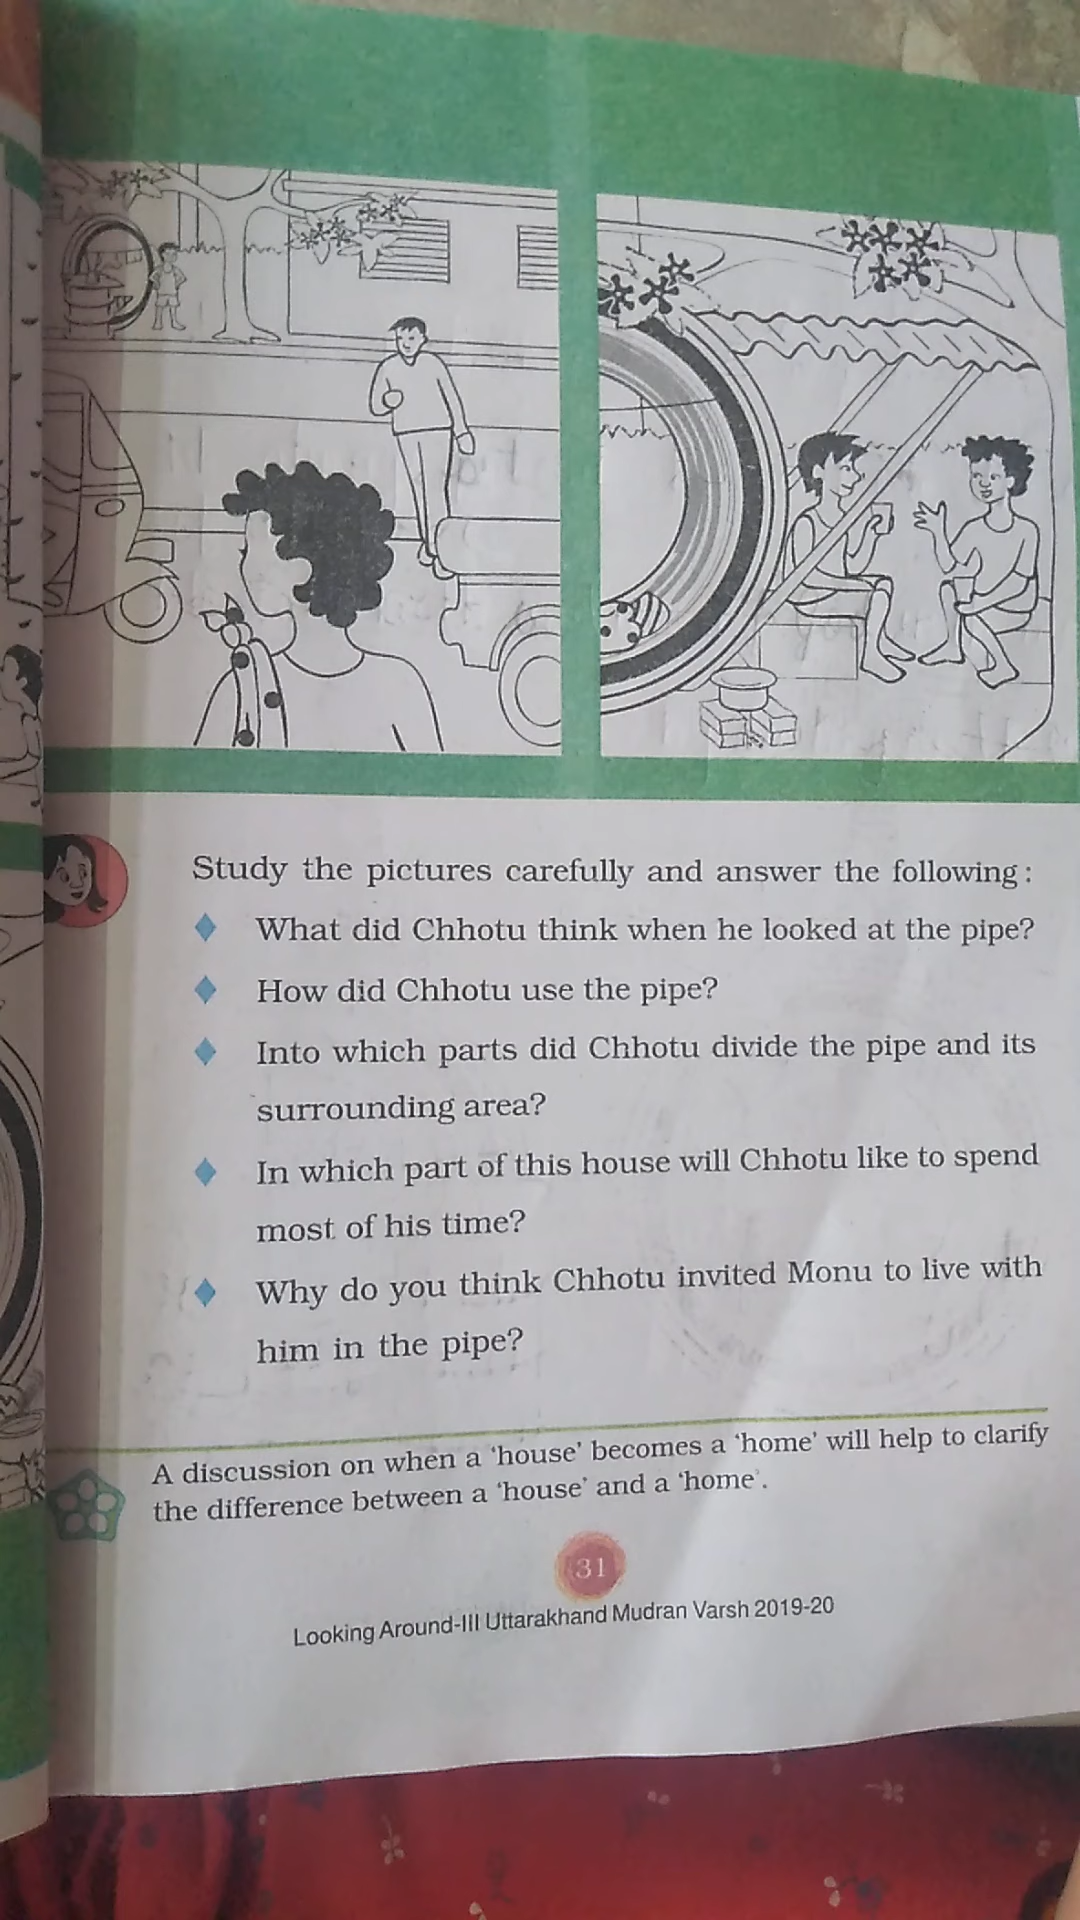 Study the pictures carefully and answer the following:
What did Chhotu think when he looked at the pipe?
How did Chhotu use the pipe?
Into which parts did Chhotu divide the pipe and its
surrounding area?
In which part of this house will Chhotu like to spend
most of his time?
Why do you think Chhotu invited Monu to live with
him in the pipe?
A discussion on when a 'house' becomes a 'home' will help to clarify
the difference between a 'house' and a 'home'.
31
Looking Around-III Uttarakhand Mudran Varsh 2019-20